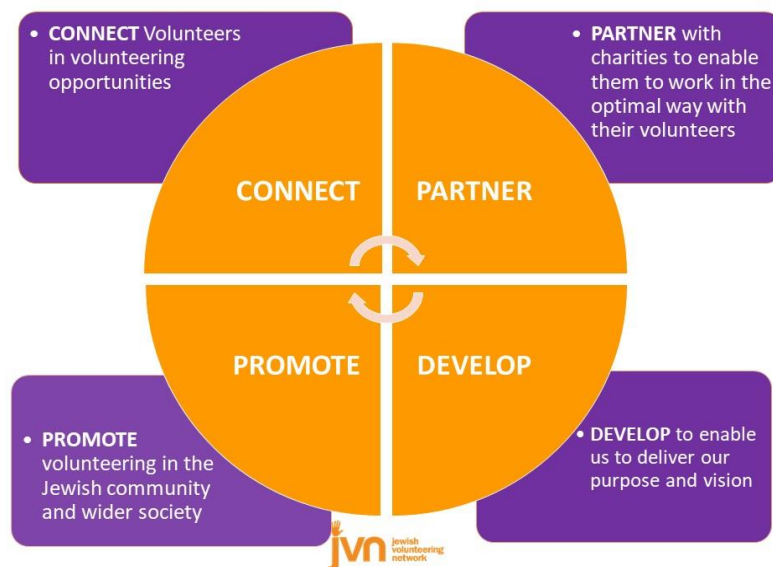 • CONNECT Volunteers
in volunteering
opportunities
• PARTNER with
charities to enable
them to work in the
optimal way with
their volunteers
CONNECT
PARTNER
PROMOTE
DEVELOP
• PROMOTE
volunteering in the
Jewish community
and wider society
• DEVELOP to enable
us to deliver our
purpose and vision
jvn
jewish
volunteering
network